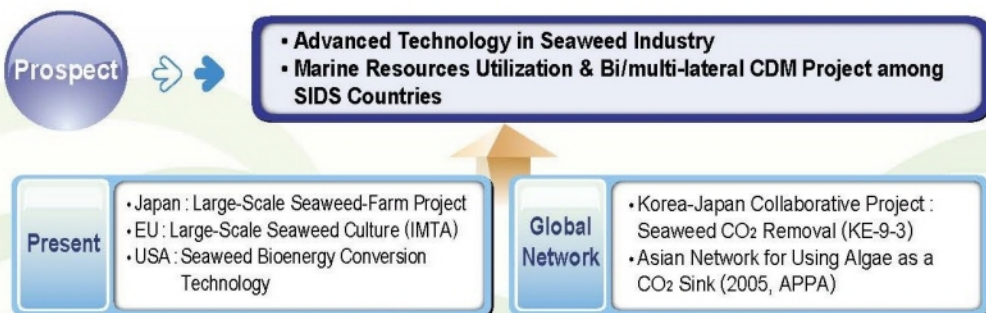 Prospect
• Advanced Technology in Seaweed Industry
• Marine Resources Utilization & Bi/multi-lateral CDM Project among
SIDS Countries
Present
• Japan : Large-Scale Seaweed-Farm Project
• EU : Large-Scale Seaweed Culture (IMTA)
• USA : Seaweed Bioenergy Conversion
Technology
Global
Network
• Korea-Japan Collaborative Project :
Seaweed CO₂ Removal (KE-9-3)
• Asian Network for Using Algae as a
CO₂ Sink (2005, APPA)